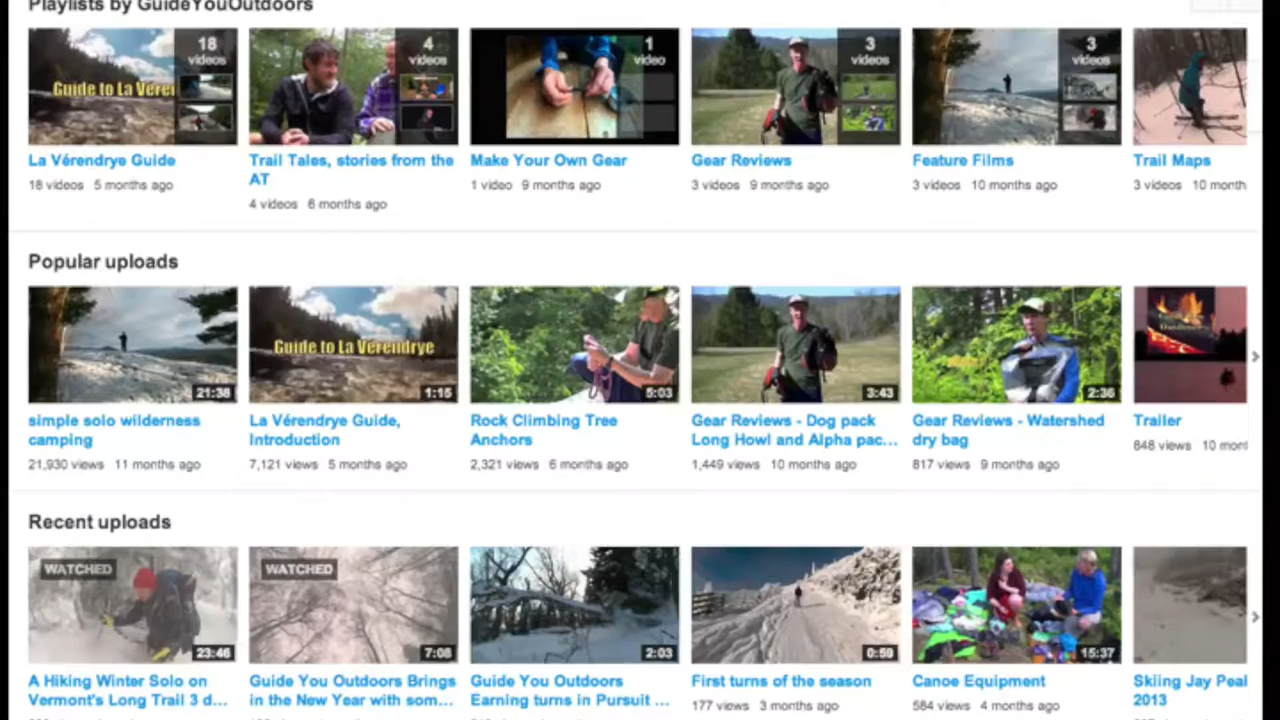 Playlists by GuideYouOutdoors
18 videos
4 videos
1 video
3 videos
3 videos
Guide to La Veren
La Vérendrye Guide
18 videos 5 months ago
Trail Tales, stories from the
AT
4 videos 6 months ago
Make Your Own Gear
1 video 9 months ago
Gear Reviews
3 videos 9 months ago
Feature Films
3 videos 10 months ago
Trail Maps
3 videos 10 month
Popular uploads
Guide to La Verendrye
21:38
1:15
5:03
3:43
2:36
simple solo wilderness
camping
21,930 views 11 months ago
La Vérendrye Guide,
Introduction
7,121 views 5 months ago
Rock Climbing Tree
Anchors
2,321 views 6 months ago
Gear Reviews - Dog pack
Long Howl and Alpha pac...
1,449 views 10 months ago
Gear Reviews - Watershed
dry bag
817 views 9 months ago
Trailer
848 views 10 mont
Recent uploads
WATCHED
WATCHED
23:46
7:08
2:03
0:59
15:37
A Hiking Winter Solo on
Vermont's Long Trail 3 d...
Guide You Outdoors Brings
in the New Year with som...
Guide You Outdoors
Earning turns in Pursuit ...
First turns of the season
177 views 3 months ago
Canoe Equipment
584 views 4 months ago
Skiing Jay Peal
2013